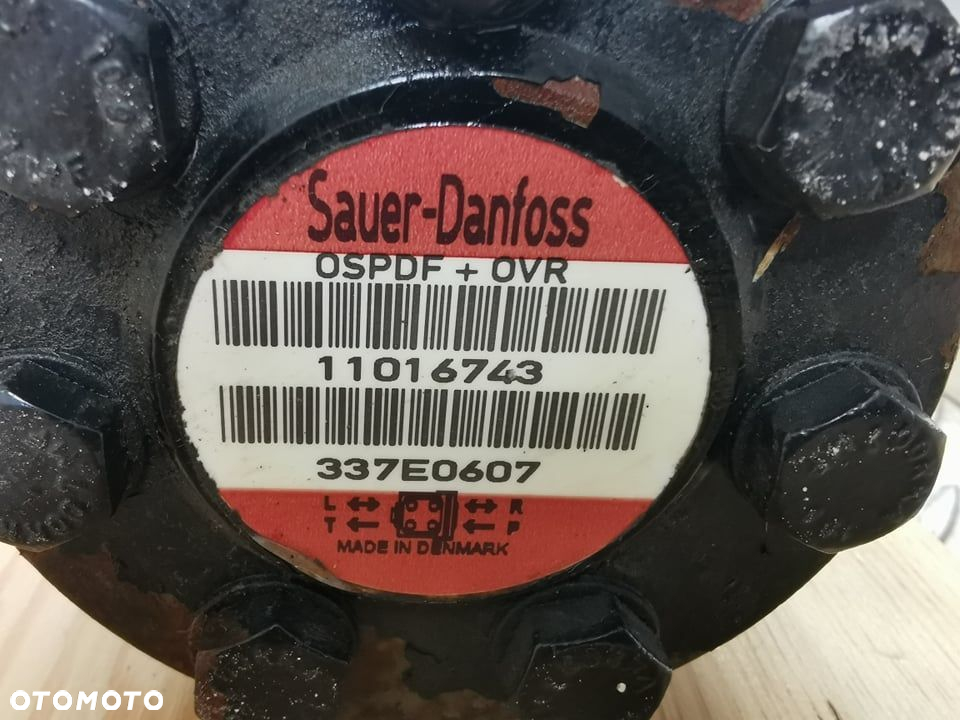 Sauer-Danfoss
OSPDF + OVR
11016743
337E0607
L R
T P
MADE IN DENMARK
OTOMOTO